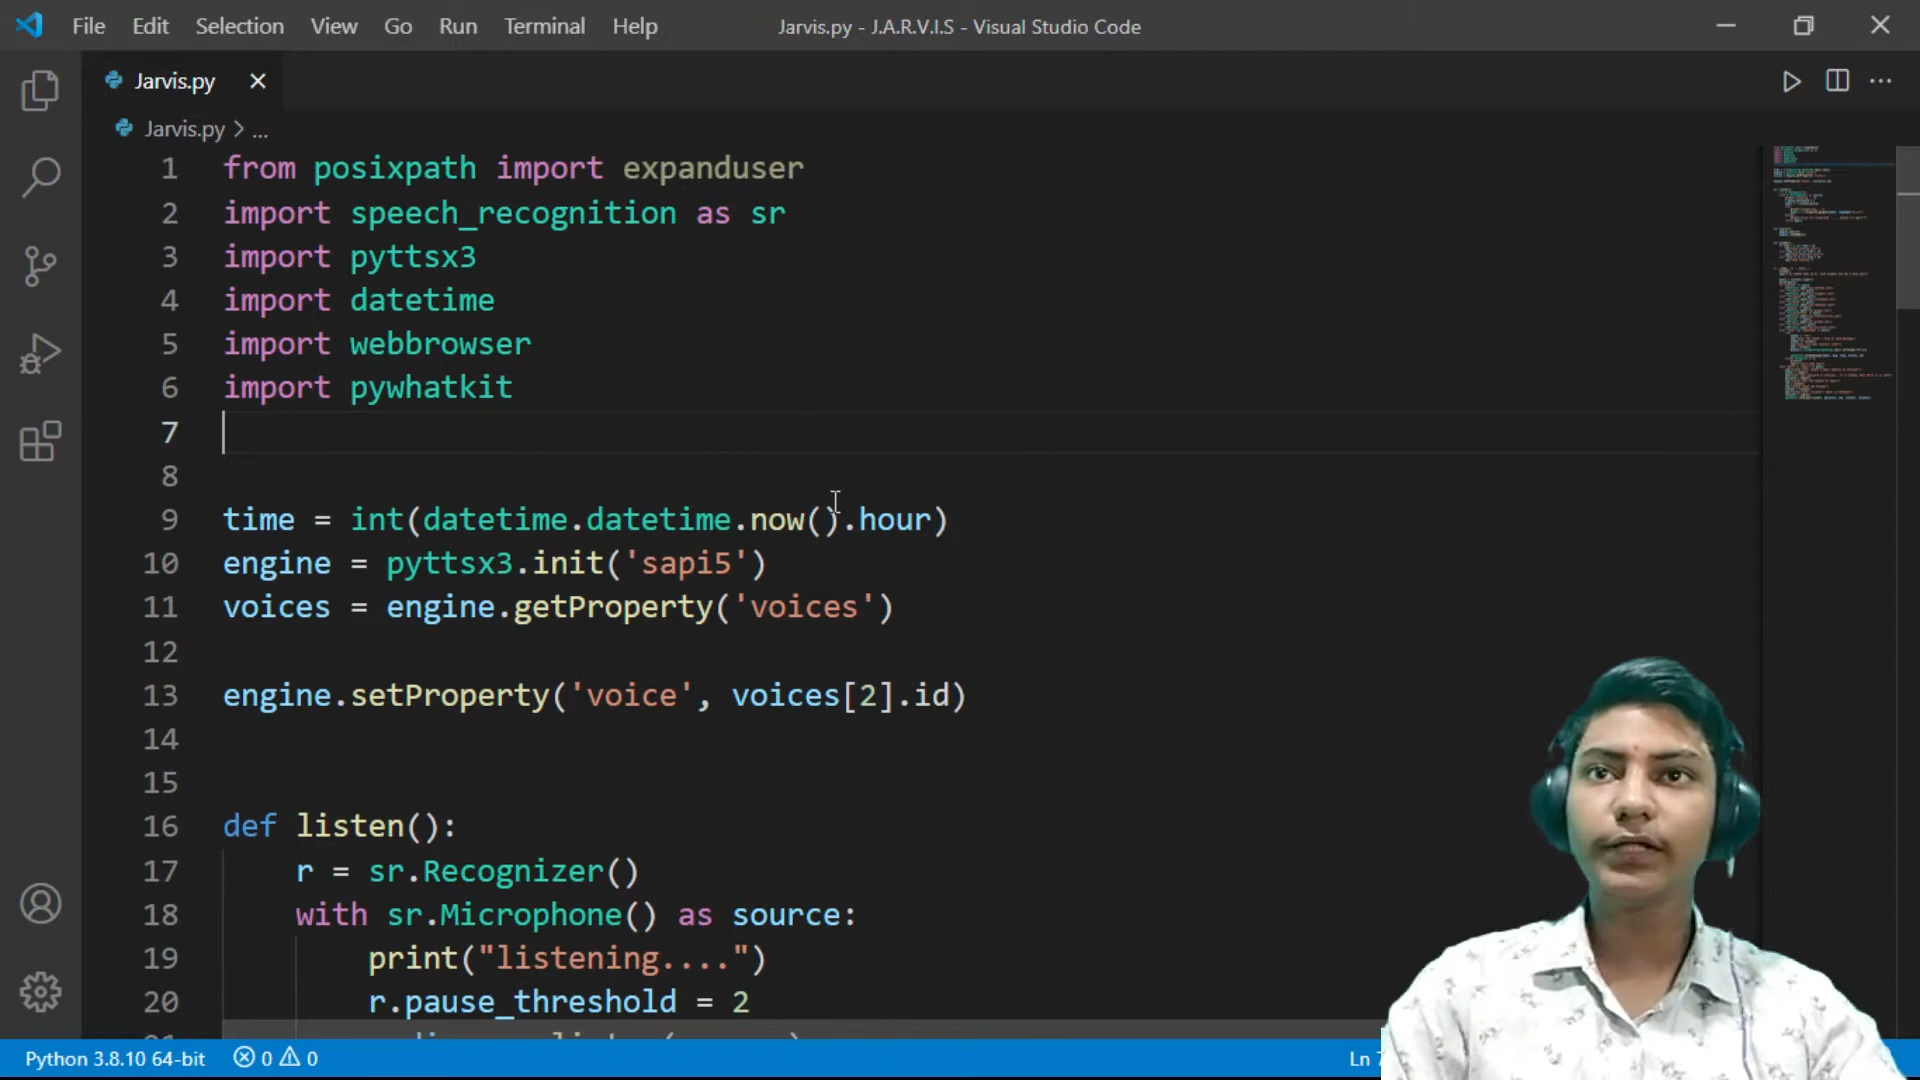 File Edit Selection View Go Run Terminal Help Jarvis.py - J.A.R.V.I.S - Visual Studio Code
Jarvis.py
Jarvis.py > ...
1 from posixpath import expanduser
2 import speech_recognition as sr
3 import pyttsx3
4 import datetime
5 import webbrowser
6 import pywhatkit
7
8
9 time = int(datetime.datetime.now().hour)
10 engine = pyttsx3.init('sapi5')
11 voices = engine.getProperty('voices')
12
13 engine.setProperty('voice', voices[2].id)
14
15
16 def listen():
17 r = sr.Recognizer()
18 with sr.Microphone() as source:
19 print("listening....")
20 r.pause_threshold = 2
Python 3.8.10 64-bit 0 0 Ln